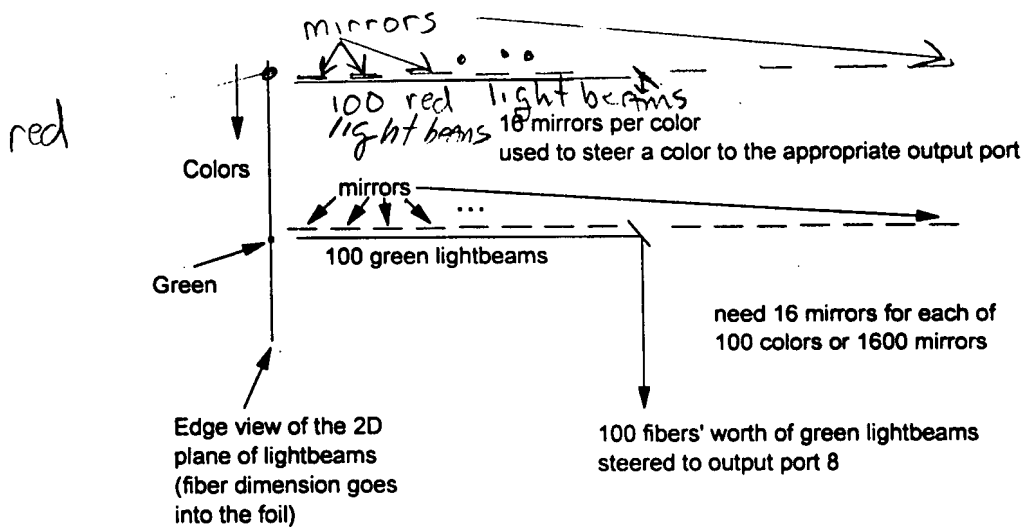 mirrors
...
100 red light beams
light beams
red
16 mirrors per color
used to steer a color to the appropriate output port
Colors
mirrors
...
100 green lightbeams
Green
need 16 mirrors for each of
100 colors or 1600 mirrors
Edge view of the 2D
plane of lightbeams
(fiber dimension goes
into the foil)
100 fibers' worth of green lightbeams
steered to output port 8